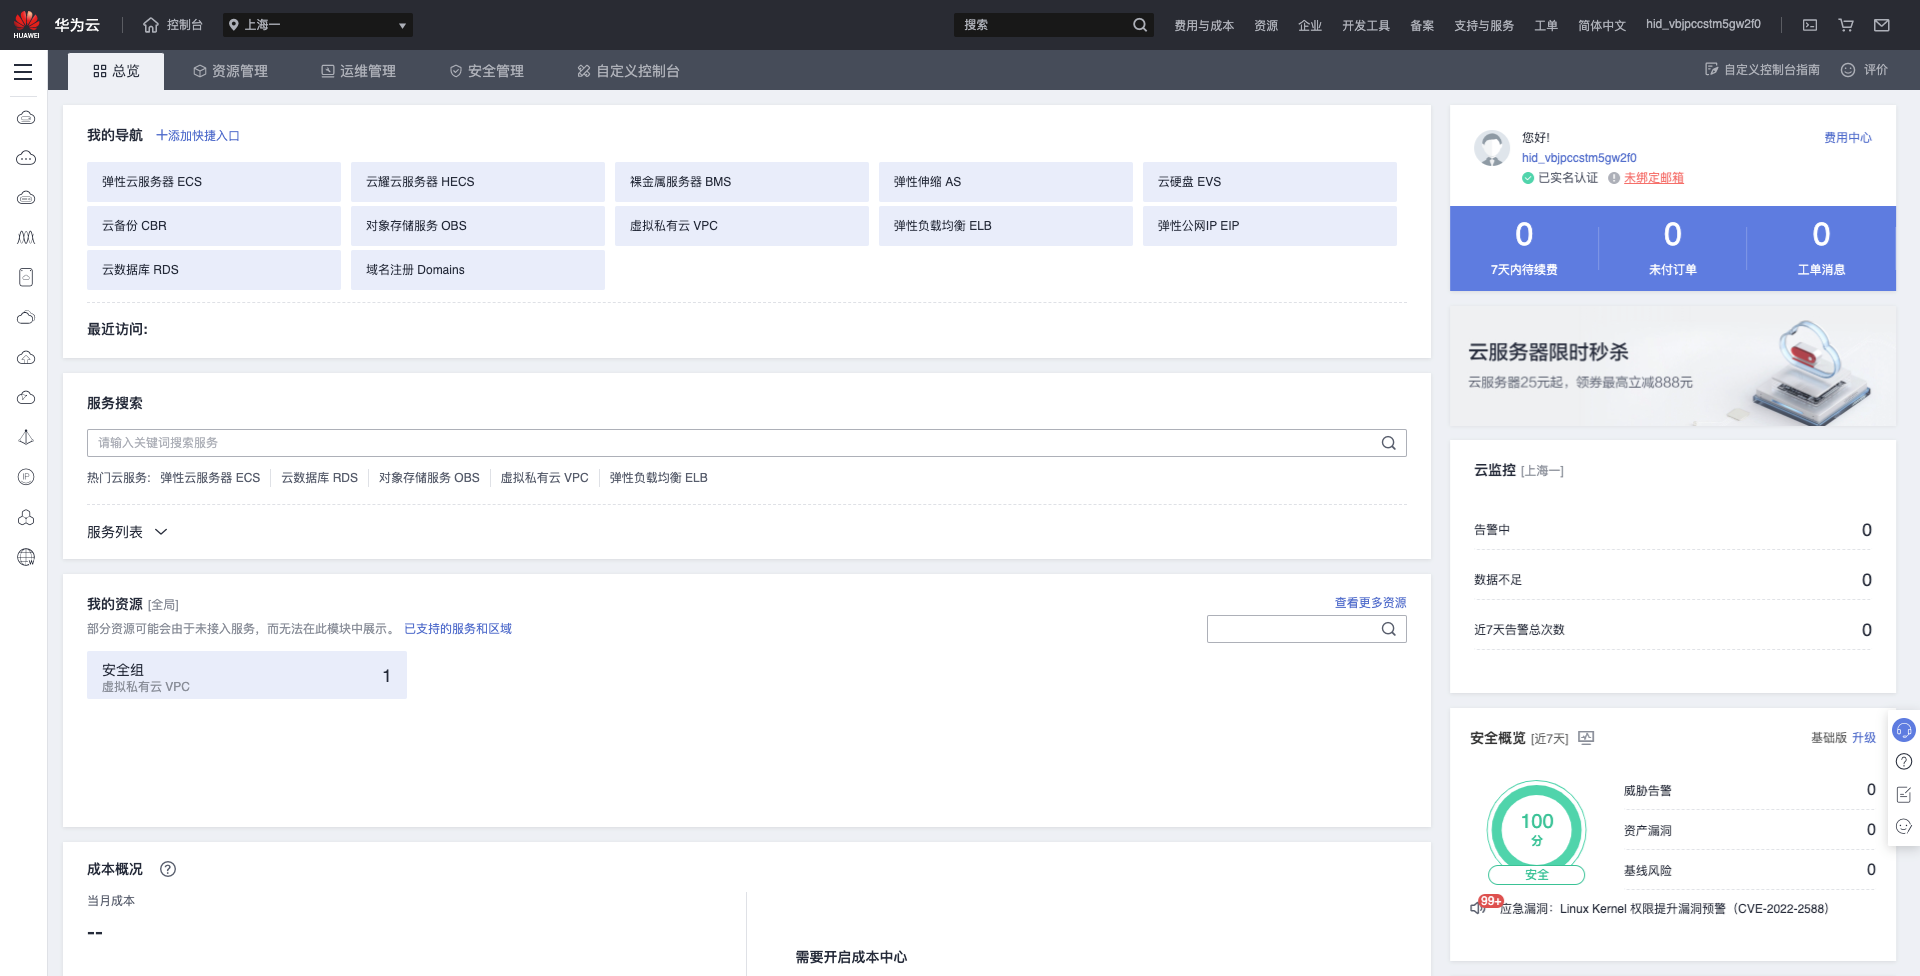 HUAWEI
华为云
控制台
上海一
搜索
费用与成本
资源
企业
开发工具
备案
支持与服务
工单
简体中文
hid_vbjpccstm5gw2f0
总览
资源管理
运维管理
安全管理
自定义控制台
自定义控制台指南
评价
我的导航
添加快捷入口
弹性云服务器 ECS
云耀云服务器 HECS
裸金属服务器 BMS
弹性伸缩 AS
云硬盘 EVS
云备份 CBR
对象存储服务 OBS
虚拟私有云 VPC
弹性负载均衡 ELB
弹性公网IP EIP
云数据库 RDS
域名注册 Domains
最近访问:
服务搜索
请输入关键词搜索服务
热门云服务: 弹性云服务器 ECS 云数据库 RDS 对象存储服务 OBS 虚拟私有云 VPC 弹性负载均衡 ELB
服务列表
我的资源 [全局]
查看更多资源
部分资源可能会由于未接入服务，而无法在此模块中展示。 已支持的服务和区域
安全组
虚拟私有云 VPC
1
成本概况
当月成本
--
需要开启成本中心
您好!
费用中心
hid_vbjpccstm5gw2f0
已实名认证
未绑定邮箱
0
7天内待续费
0
未付订单
0
工单消息
云服务器限时秒杀
云服务器25元起，领券最高立减888元
云监控 [上海一]
告警中 0
数据不足 0
近7天告警总次数 0
安全概览 [近7天]
基础版 升级
100
分
安全
威胁告警 0
资产漏洞 0
基线风险 0
99+
应急漏洞：Linux Kernel 权限提升漏洞预警（CVE-2022-2588）
IP